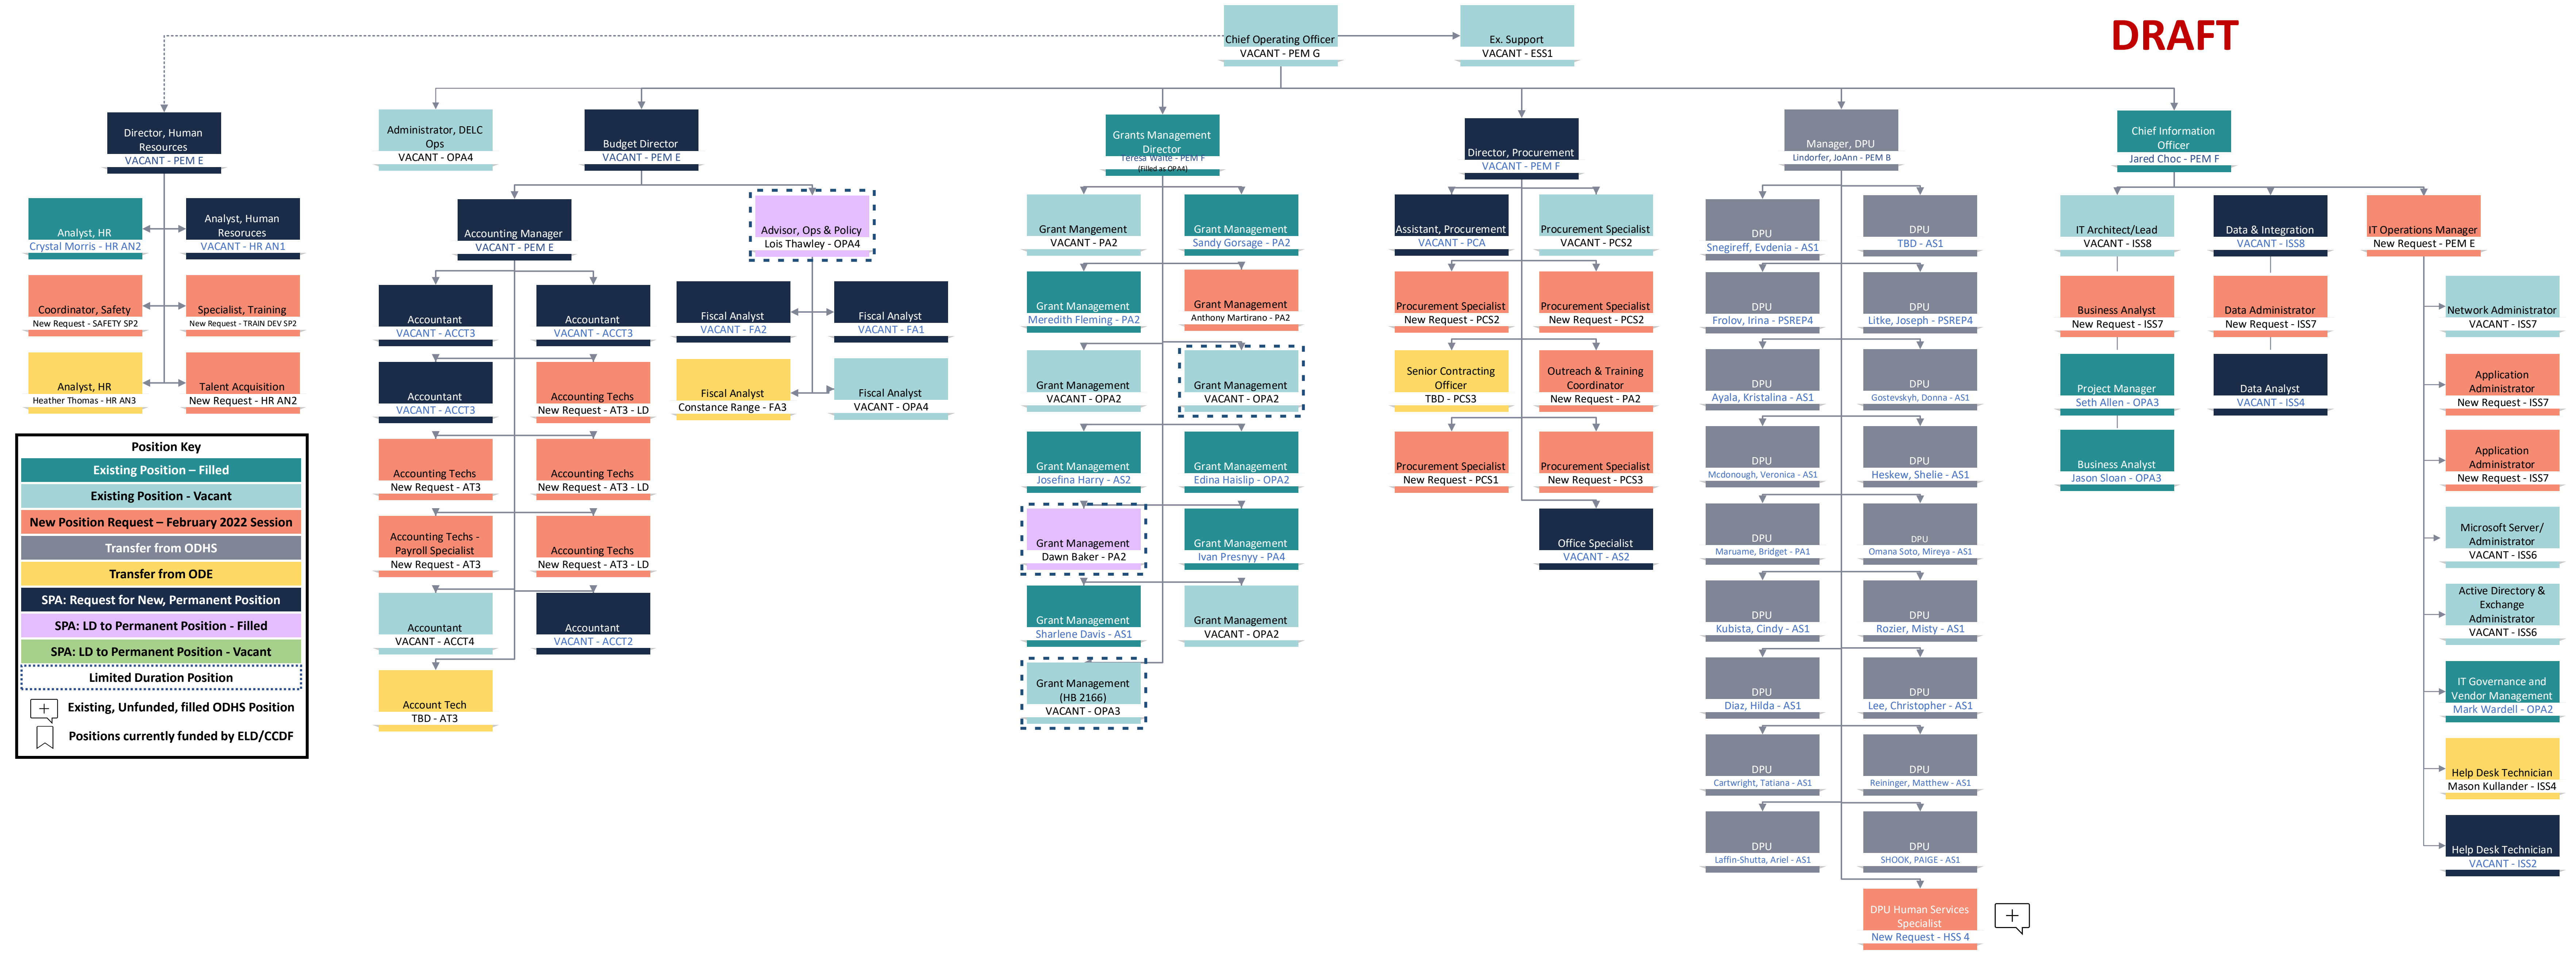 DRAFT
Chief Operating Officer
VACANT - PEM G
Ex. Support
VACANT - ESS1
Director, Human
Resources
VACANT - PEM E
Analyst, HR
Crystal Morris - HR AN2
Analyst, Human
Resoruces
VACANT - HR AN1
Coordinator, Safety
New Request - SAFETY SP2
Specialist, Training
New Request - TRAIN DEV SP2
Analyst, HR
Heather Thomas - HR AN3
Talent Acquisition
New Request - HR AN2
Position Key
Existing Position – Filled
Existing Position - Vacant
New Position Request – February 2022 Session
Transfer from ODHS
Transfer from ODE
SPA: Request for New, Permanent Position
SPA: LD to Permanent Position - Filled
SPA: LD to Permanent Position - Vacant
Limited Duration Position
Existing, Unfunded, filled ODHS Position
Positions currently funded by ELD/CCDF
Administrator, DELC
Ops
VACANT - OPA4
Budget Director
VACANT - PEM E
Accounting Manager
VACANT - PEM E
Accountant
VACANT - ACCT3
Accountant
VACANT - ACCT3
Accountant
VACANT - ACCT3
Accounting Techs
New Request - AT3 - LD
Accounting Techs
New Request - AT3
Accounting Techs
New Request - AT3 - LD
Accounting Techs -
Payroll Specialist
New Request - AT3
Accounting Techs
New Request - AT3 - LD
Accountant
VACANT - ACCT4
Accountant
VACANT - ACCT2
Account Tech
TBD - AT3
Advisor, Ops & Policy
Lois Thawley - OPA4
Fiscal Analyst
VACANT - FA2
Fiscal Analyst
VACANT - FA1
Fiscal Analyst
Constance Range - FA3
Fiscal Analyst
VACANT - OPA4
Grants Management
Director
Teresa Waite - PEM F
(Filled as OPA4)
Grant Mangement
VACANT - PA2
Grant Management
Sandy Gorsage - PA2
Grant Management
Meredith Fleming - PA2
Grant Management
Anthony Martirano - PA2
Grant Management
VACANT - OPA2
Grant Management
VACANT - OPA2
Grant Management
Josefina Harry - AS2
Grant Management
Edina Haislip - OPA2
Grant Management
Dawn Baker - PA2
Grant Management
Ivan Presnyy - PA4
Grant Management
Sharlene Davis - AS1
Grant Management
VACANT - OPA2
Grant Management
(HB 2166)
VACANT - OPA3
Director, Procurement
VACANT - PEM F
Assistant, Procurement
VACANT - PCA
Procurement Specialist
VACANT - PCS2
Procurement Specialist
New Request - PCS2
Procurement Specialist
New Request - PCS2
Senior Contracting
Officer
TBD - PCS3
Outreach & Training
Coordinator
New Request - PA2
Procurement Specialist
New Request - PCS1
Procurement Specialist
New Request - PCS3
Office Specialist
VACANT - AS2
Manager, DPU
Lindorfer, JoAnn - PEM B
DPU
Snegireff, Evdenia - AS1
DPU
TBD - AS1
DPU
Frolov, Irina - PSREP4
DPU
Litke, Joseph - PSREP4
DPU
Ayala, Kristalina - AS1
DPU
Gostevskyh, Donna - AS1
DPU
Mcdonough, Veronica - AS1
DPU
Heskew, Shelie - AS1
DPU
Maruame, Bridget - PA1
DPU
Omana Soto, Mireya - AS1
DPU
Kubista, Cindy - AS1
DPU
Rozier, Misty - AS1
DPU
Diaz, Hilda - AS1
DPU
Lee, Christopher - AS1
DPU
Cartwright, Tatiana - AS1
DPU
Reininger, Matthew - AS1
DPU
Laffin-Shutta, Ariel - AS1
DPU
SHOOK, PAIGE - AS1
DPU Human Services
Specialist
New Request - HSS 4
Chief Information
Officer
Jared Choc - PEM F
IT Architect/Lead
VACANT - ISS8
Business Analyst
New Request - ISS7
Project Manager
Seth Allen - OPA3
Business Analyst
Jason Sloan - OPA3
Data & Integration
VACANT - ISS8
Data Administrator
New Request - ISS7
Data Analyst
VACANT - ISS4
IT Operations Manager
New Request - PEM E
Network Administrator
VACANT - ISS7
Application
Administrator
New Request - ISS7
Application
Administrator
New Request - ISS7
Microsoft Server/
Administrator
VACANT - ISS6
Active Directory &
Exchange
Administrator
VACANT - ISS6
IT Governance and
Vendor Management
Mark Wardell - OPA2
Help Desk Technician
Mason Kullander - ISS4
Help Desk Technician
VACANT - ISS2